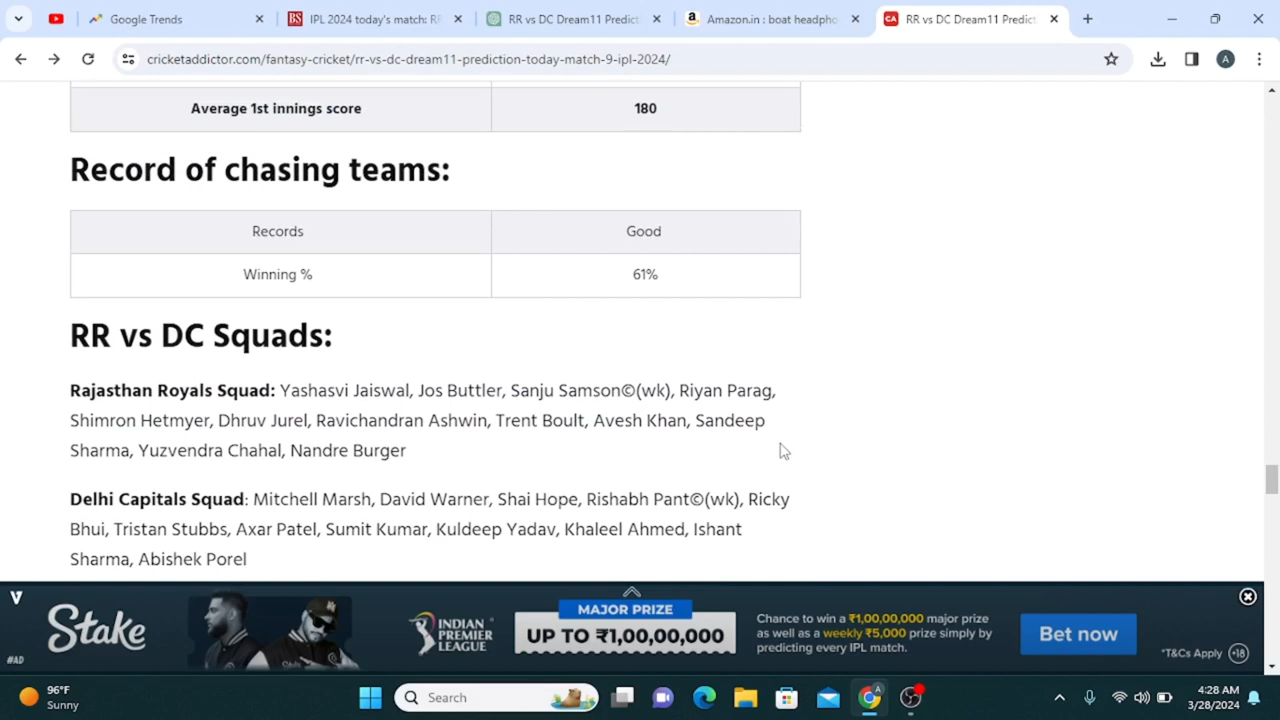 Google Trends
IPL 2024 today's match: RR
RR vs DC Dream11 Predict
Amazon.in : boat headpho
CA
RR vs DC Dream11 Predict
cricketaddictor.com/fantasy-cricket/rr-vs-dc-dream11-prediction-today-match-9-ipl-2024/
A
Average 1st innings score 180
Record of chasing teams:
Records Good
Winning % 61%
RR vs DC Squads:
Rajasthan Royals Squad: Yashasvi Jaiswal, Jos Buttler, Sanju Samson©(wk), Riyan Parag,
Shimron Hetmyer, Dhruv Jurel, Ravichandran Ashwin, Trent Boult, Avesh Khan, Sandeep
Sharma, Yuzvendra Chahal, Nandre Burger
Delhi Capitals Squad: Mitchell Marsh, David Warner, Shai Hope, Rishabh Pant©(wk), Ricky
Bhui, Tristan Stubbs, Axar Patel, Sumit Kumar, Kuldeep Yadav, Khaleel Ahmed, Ishant
Sharma, Abishek Porel
Stake
#AD
INDIAN
PREMIER
LEAGUE
MAJOR PRIZE
UP TO ₹1,00,00,000
Chance to win a ₹1,00,00,000 major prize
as well as a weekly ₹5,000 prize simply by
predicting every IPL match.
Bet now
*T&Cs Apply +18
96°F
Sunny
Search
4:28 AM
3/28/2024